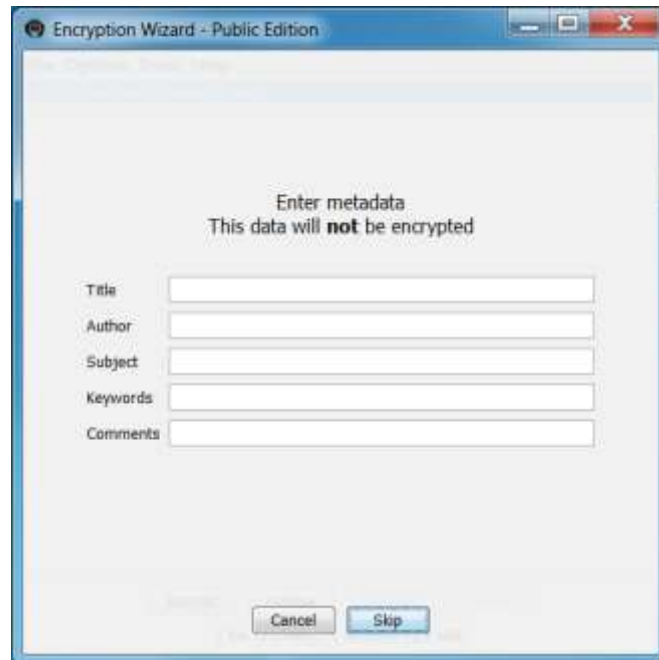 Encryption Wizard - Public Edition
Enter metadata
This data will not be encrypted
Title
Author
Subject
Keywords
Comments
Cancel Skip